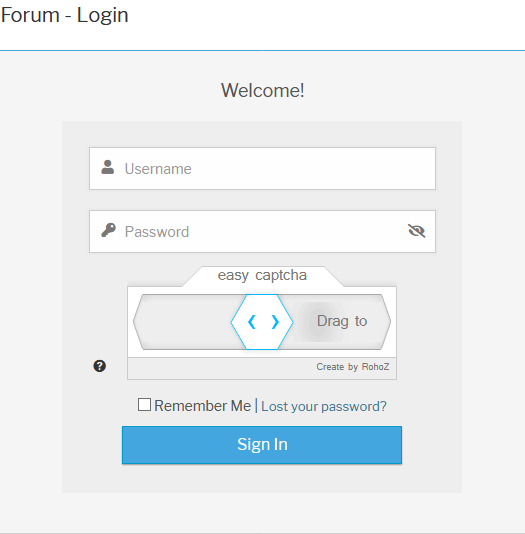 Forum - Login
Welcome!
Username
Password
easy captcha
Drag to
Create by RohoZ
Remember Me | Lost your password?
Sign In